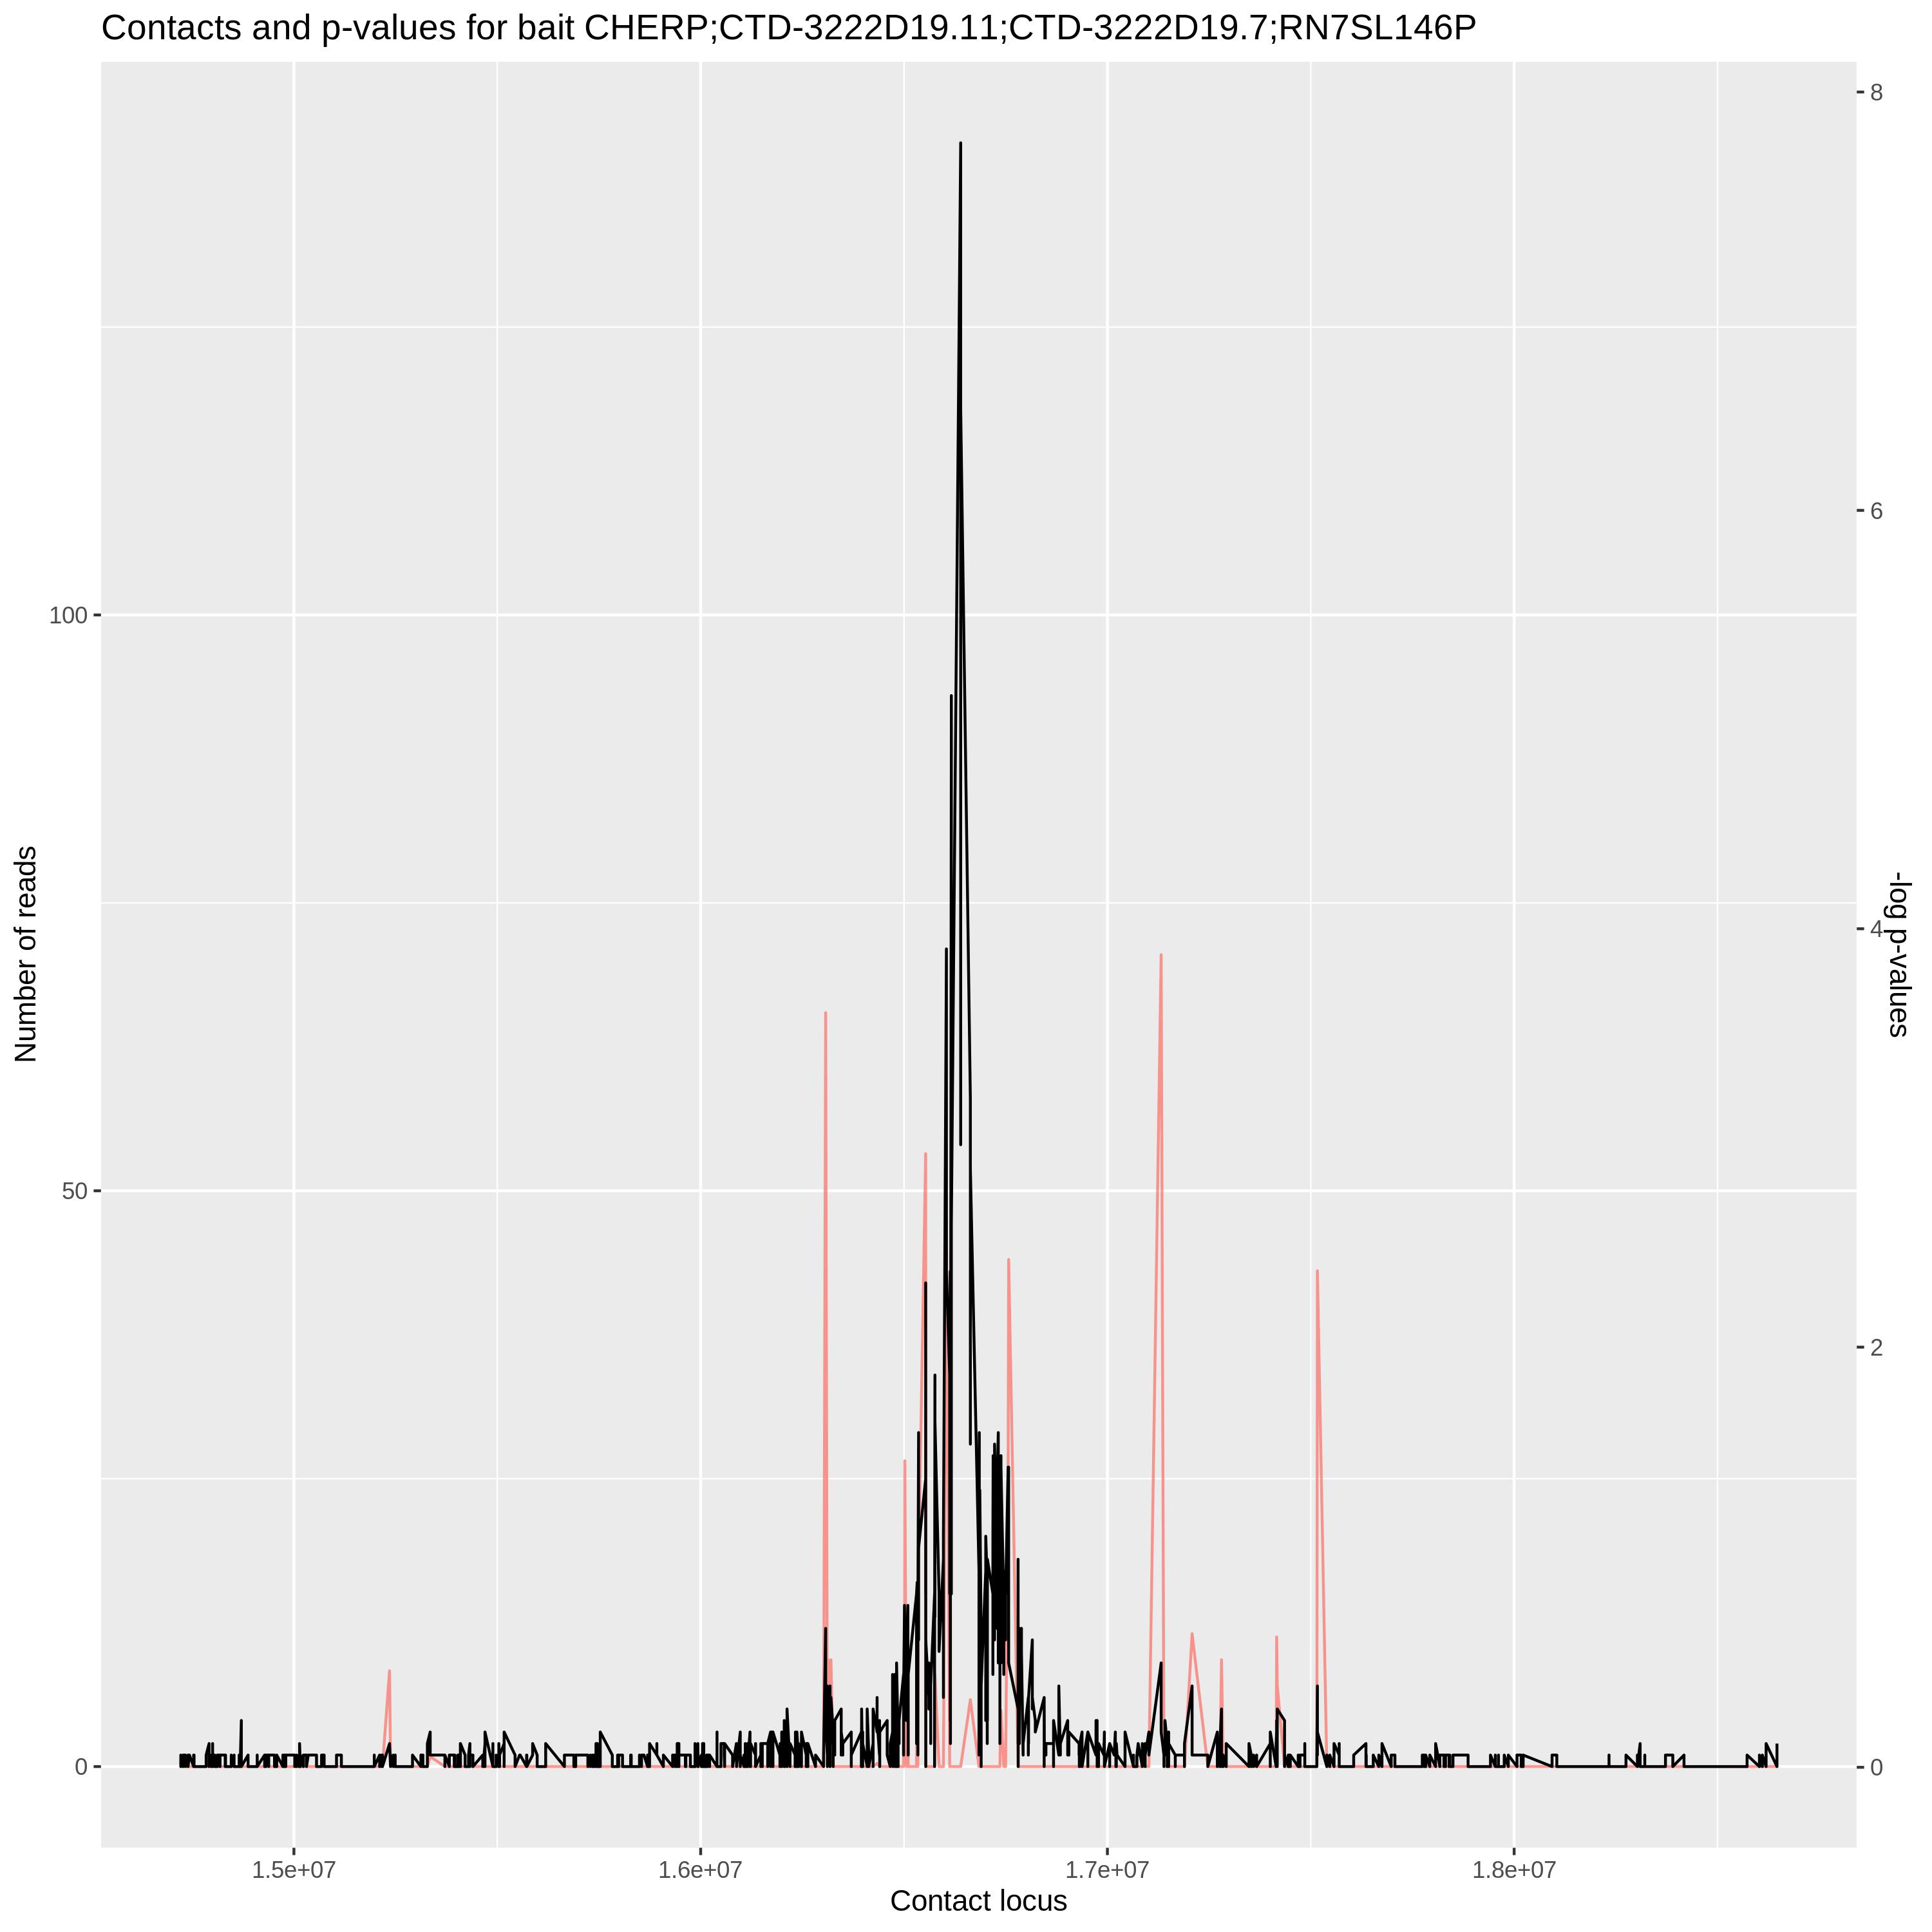 Contacts and p-values for bait CHERP;CTD-3222D19.11;CTD-3222D19.7;RN7SL146P
Number of reads
100
50
0
8
6
4
2
0
-log p-values
1.5e+07
1.6e+07
1.7e+07
1.8e+07
Contact locus